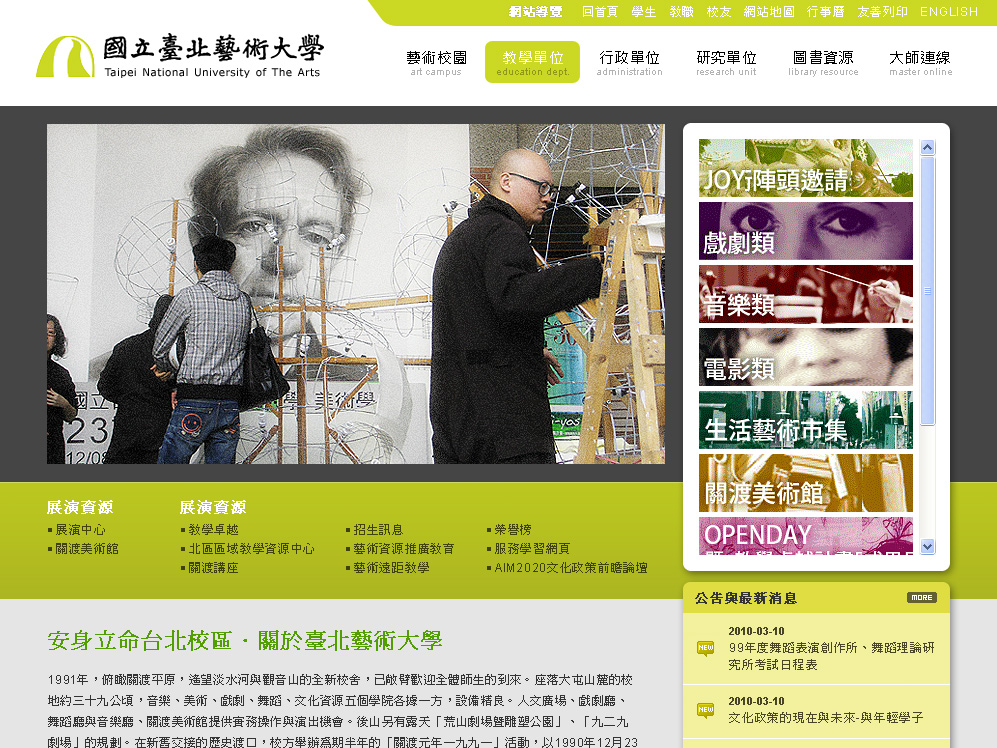 網站導覽 回首頁 學生 教職 校友 網站地圖 行事曆 友善列印 ENGLISH
國立臺北藝術大學
Taipei National University of The Arts
藝術校園 教學單位 行政單位 研究單位 圖書資源 大師連線
art campus education dept. administration research unit library resource master online
JOY!陣頭邀請
戲劇類
音樂類
電影類
生活藝術市集
關渡美術館
OPENDAY
國立
學 美術學
23
12/08
展演資源 展演資源
展演中心 教學卓越 招生訊息 榮譽榜
關渡美術館 北區區域教學資源中心 藝術資源推廣教育 服務學習網頁
關渡講座 藝術遠距教學 AIM2020文化政策前瞻論壇
公告與最新消息 MORE
NEW 2010-03-10
99年度舞蹈表演創作所、舞蹈理論研
究所考試日程表
NEW 2010-03-10
文化政策的現在與未來-與年輕學子
安身立命台北校區‧關於臺北藝術大學
1991年，俯瞰關渡平原，遙望淡水河與觀音山的全新校舍，已敞臂歡迎全體師生的到來。座落大屯山麓的校
地約三十九公頃，音樂、美術、戲劇、舞蹈、文化資源五個學院各據一方，設備精良。人文廣場、戲劇廳、
舞蹈廳與音樂廳、關渡美術館提供實務操作與演出機會。後山另有露天「荒山劇場暨雕塑公園」、「九二九
劇場」的規劃。在新舊交接的歷史渡口，校方舉辦為期半年的「關渡元年一九九一」活動，以1990年12月23